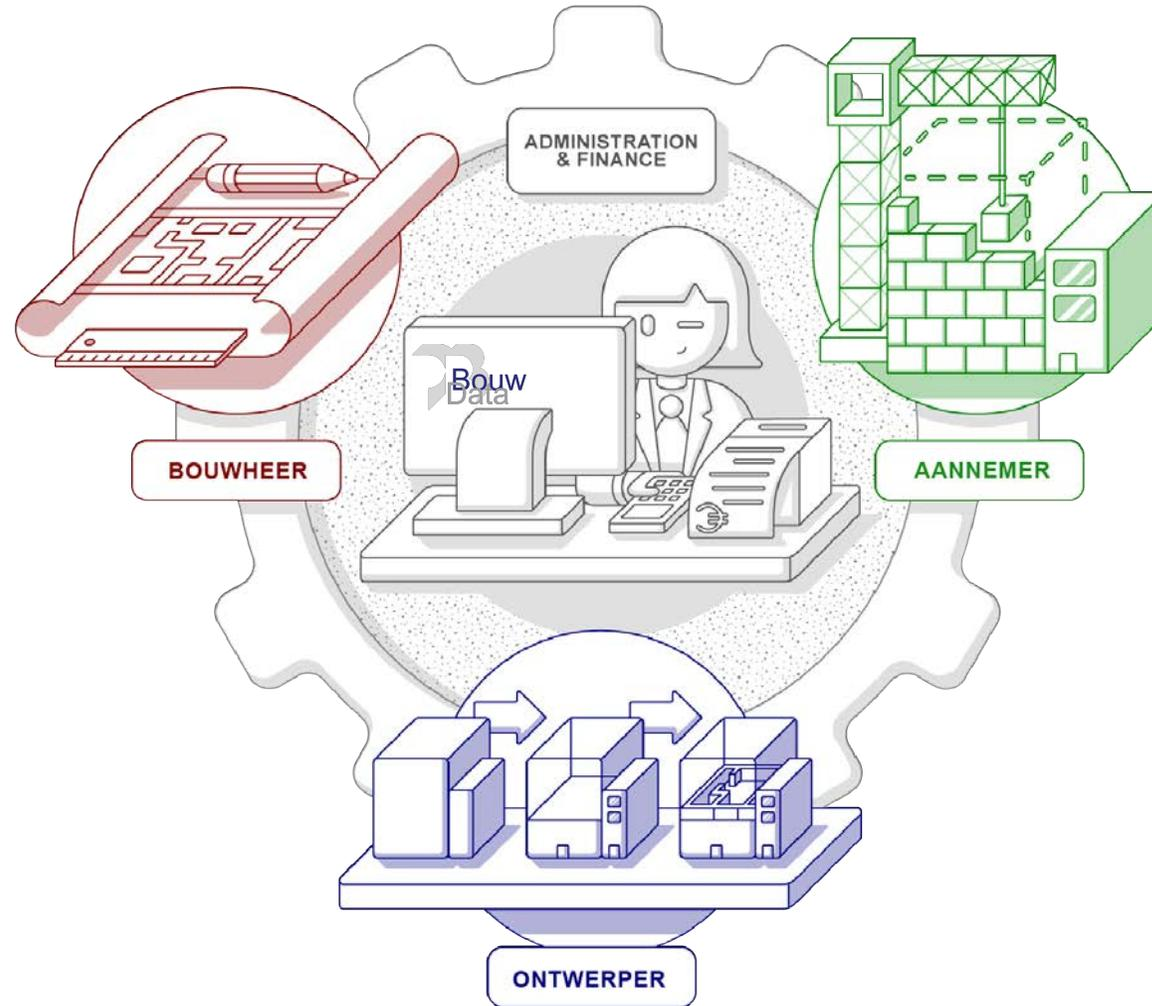 ADMINISTRATION
& FINANCE
Bouw
Data
BOUWHEER
AANNEMER
ONTWERPER